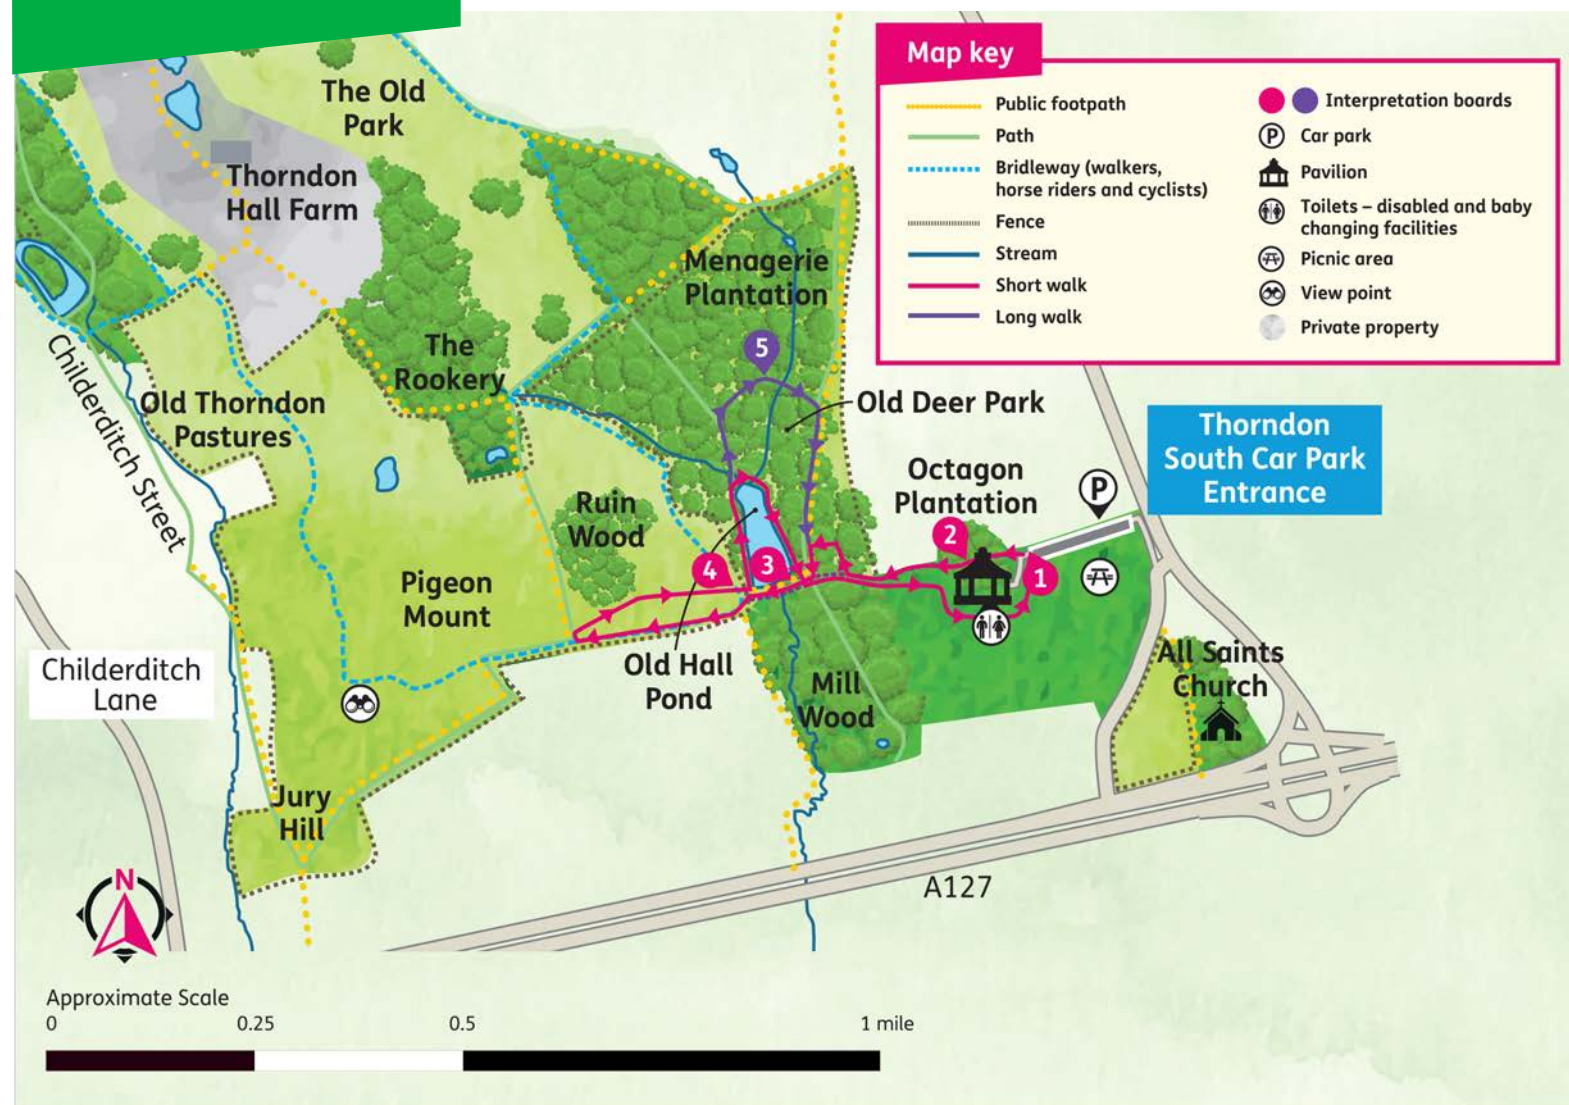 Map key
Public footpath
Path
Bridleway (walkers,
horse riders and cyclists)
Fence
Stream
Short walk
Long walk
Interpretation boards
P
Car park
Pavilion
Toilets – disabled and baby
changing facilities
Picnic area
View point
Private property
The Old
Park
Thorndon
Hall Farm
Menagerie
Plantation
The
Rookery
5
Childerditch Street
Old Thorndon
Pastures
Old Deer Park
Thorndon
South Car Park
Entrance
Octagon
Plantation
P
Ruin
Wood
2
4
3
1
Pigeon
Mount
Childerditch
Lane
Old Hall
Pond
Mill
Wood
All Saints
Church
Jury
Hill
A127
N
Approximate Scale
0
0.25
0.5
1 mile